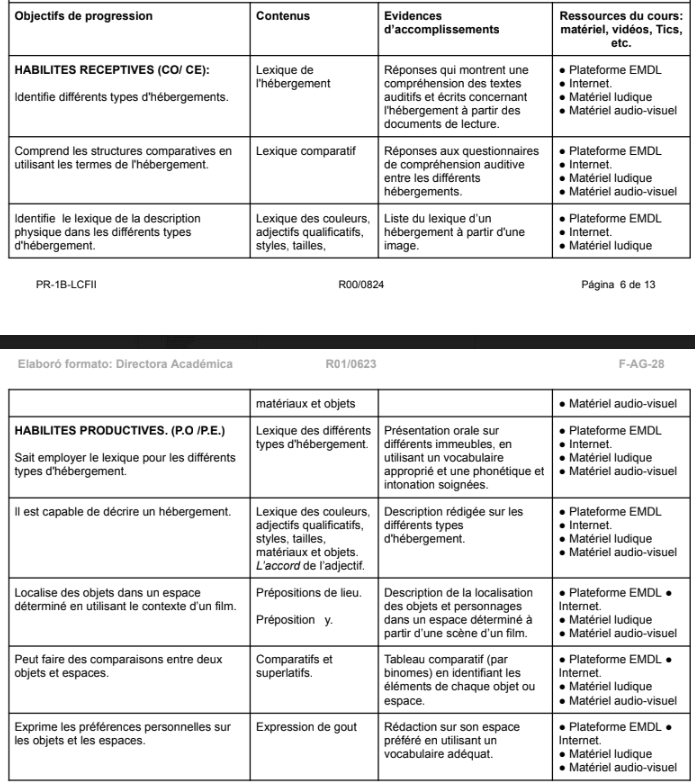 Objectifs de progression
Contenus
Evidences
d'accomplissements
Ressources du cours:
matériel, vidéos, Tics,
etc.
HABILITES RECEPTIVES (CO/ CE):
Identifie différents types d'hébergements.
Lexique de
l'hébergement
Réponses qui montrent une
compréhension des textes
auditifs et écrits concernant
l'hébergement à partir des
documents de lecture.
● Plateforme EMDL
● Internet.
● Matériel ludique
● Matériel audio-visuel
Comprend les structures comparatives en
utilisant les termes de l'hébergement.
Lexique comparatif
Réponses aux questionnaires
de compréhension auditive
entre les différents
hébergements.
● Plateforme EMDL
● Internet.
● Matériel ludique
● Matériel audio-visuel
Identifie le lexique de la description
physique dans les différents types
d'hébergement.
Lexique des couleurs,
adjectifs qualificatifs,
styles, tailles,
Liste du lexique d'un
hébergement à partir d'une
image.
● Plateforme EMDL
● Internet.
● Matériel ludique
PR-1B-LCFII
R00/0824
Página 6 de 13
Elaboró formato: Directora Académica
R01/0623
F-AG-28
matériaux et objets
● Matériel audio-visuel
HABILITES PRODUCTIVES. (P.O /P.E.)
Sait employer le lexique pour les différents
types d'hébergement.
Lexique des différents
types d'hébergement.
Présentation orale sur
différents immeubles, en
utilisant un vocabulaire
approprié et une phonétique et
intonation soignées.
● Plateforme EMDL
● Internet.
● Matériel ludique
● Matériel audio-visuel
Il est capable de décrire un hébergement.
Lexique des couleurs,
adjectifs qualificatifs,
styles, tailles,
matériaux et objets.
L'accord de l'adjectif.
Description rédigée sur les
différents types
d'hébergement.
● Plateforme EMDL
● Internet.
● Matériel ludique
● Matériel audio-visuel
Localise des objets dans un espace
déterminé en utilisant le contexte d'un film.
Prépositions de lieu.
Préposition y.
Description de la localisation
des objets et personnages
dans un espace déterminé à
partir d'une scène d'un film.
● Plateforme EMDL ●
Internet.
● Matériel ludique
● Matériel audio-visuel
Peut faire des comparaisons entre deux
objets et espaces.
Comparatifs et
superlatifs.
Tableau comparatif (par
binomes) en identifiant les
éléments de chaque objet ou
espace.
● Plateforme EMDL ●
Internet.
● Matériel ludique
● Matériel audio-visuel
Exprime les préférences personnelles sur
les objets et les espaces.
Expression de gout
Rédaction sur son espace
préféré en utilisant un
vocabulaire adéquat.
● Plateforme EMDL ●
Internet.
● Matériel ludique
● Matériel audio-visuel